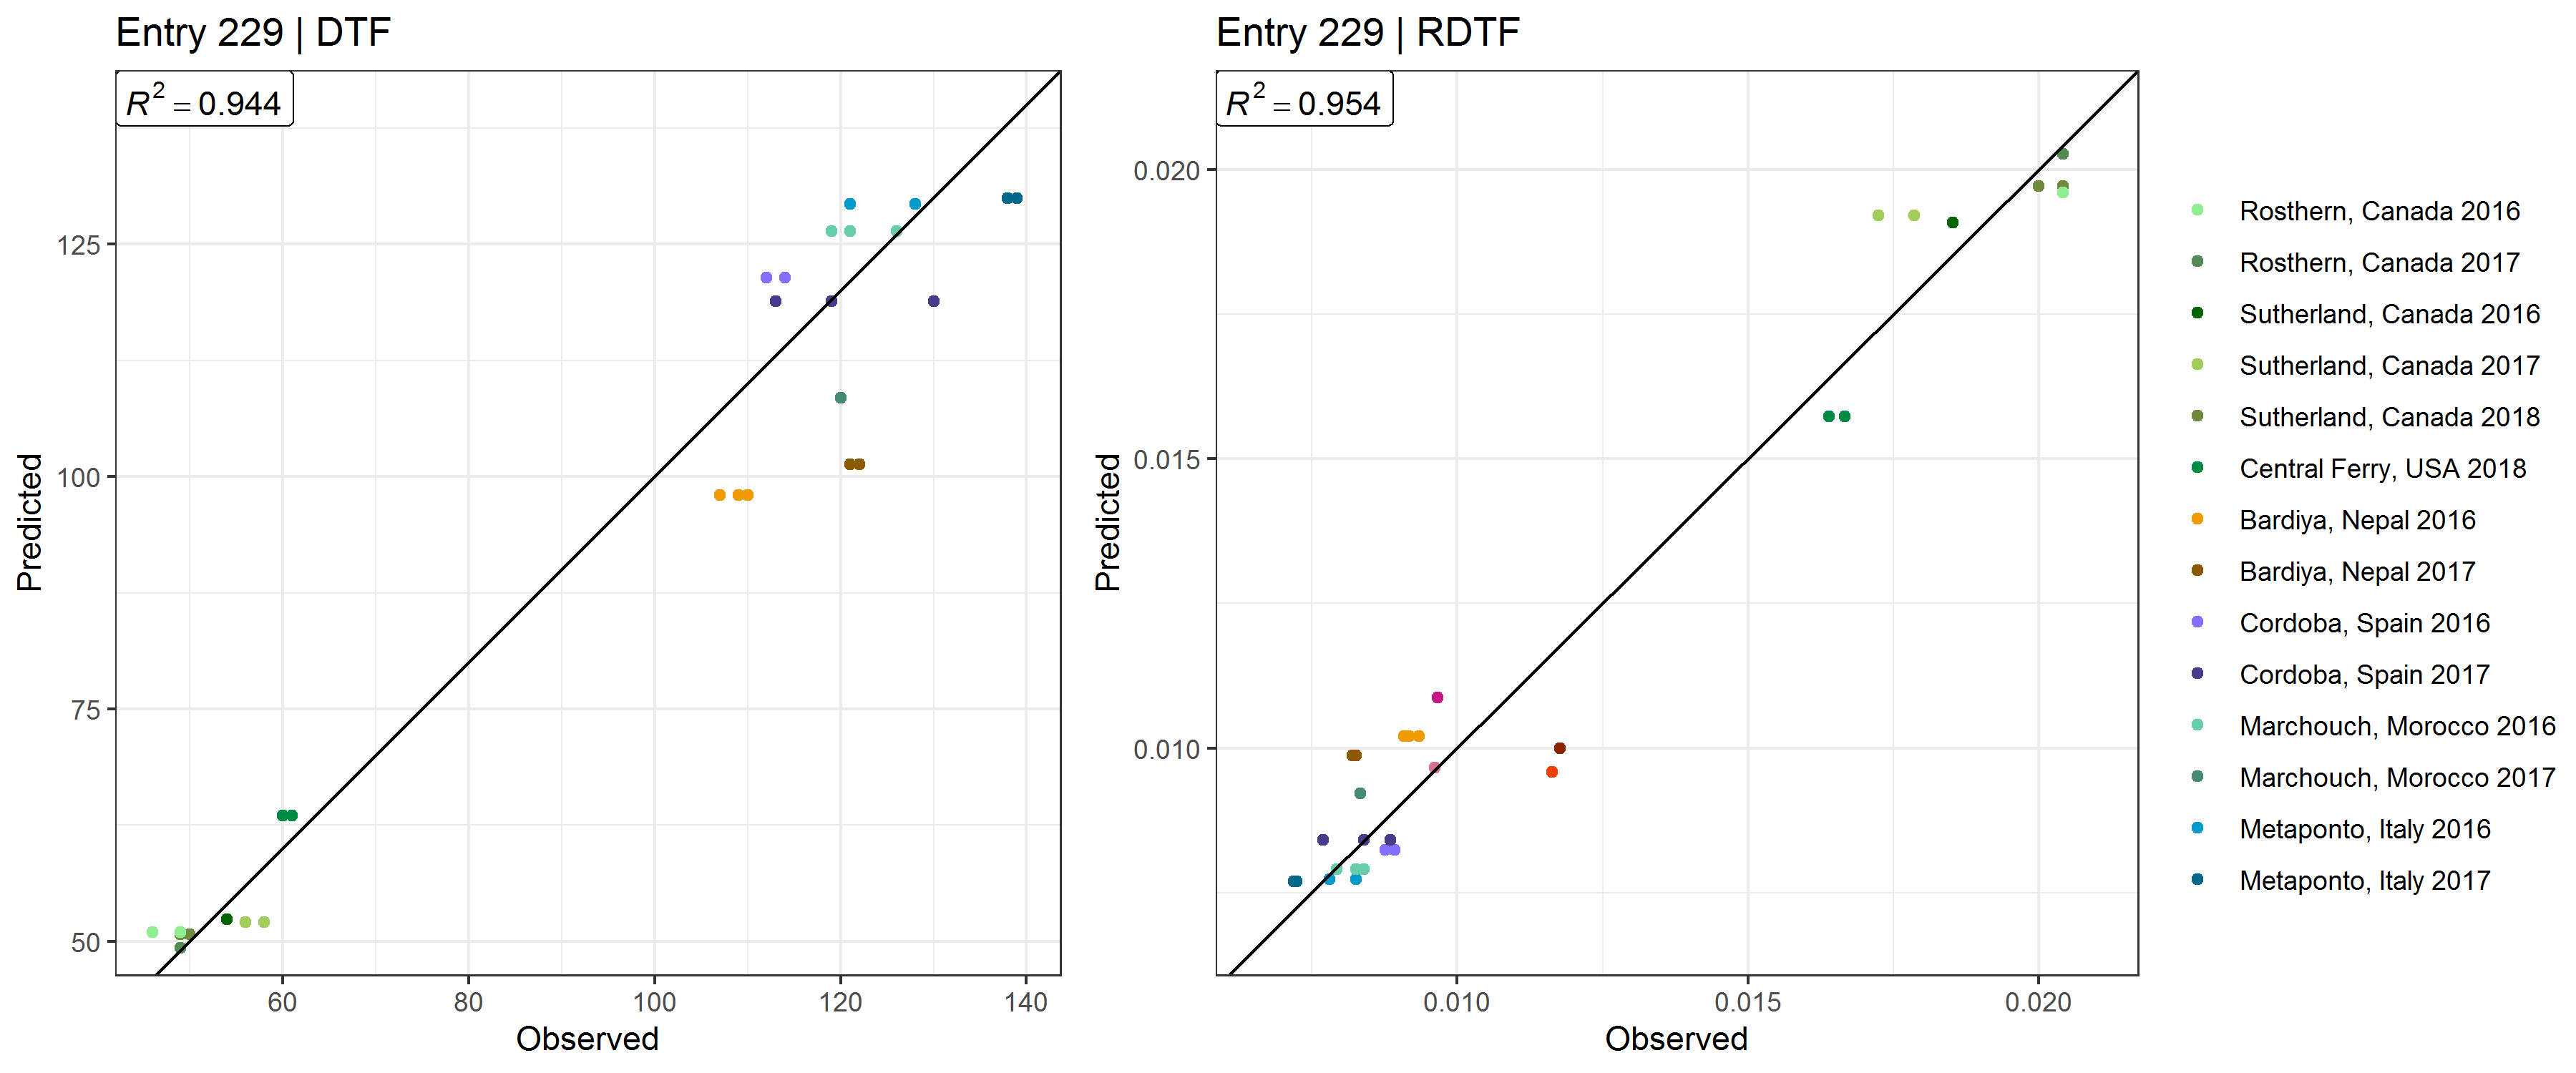 Entry 229 | DTF
R² = 0.944
125
100
75
50
60 80 100 120 140
Observed
Predicted
Entry 229 | RDTF
R² = 0.954
0.020
0.015
0.010
0.010 0.015 0.020
Observed
Predicted
Rosthern, Canada 2016
Rosthern, Canada 2017
Sutherland, Canada 2016
Sutherland, Canada 2017
Sutherland, Canada 2018
Central Ferry, USA 2018
Bardiya, Nepal 2016
Bardiya, Nepal 2017
Cordoba, Spain 2016
Cordoba, Spain 2017
Marchouch, Morocco 2016
Marchouch, Morocco 2017
Metaponto, Italy 2016
Metaponto, Italy 2017